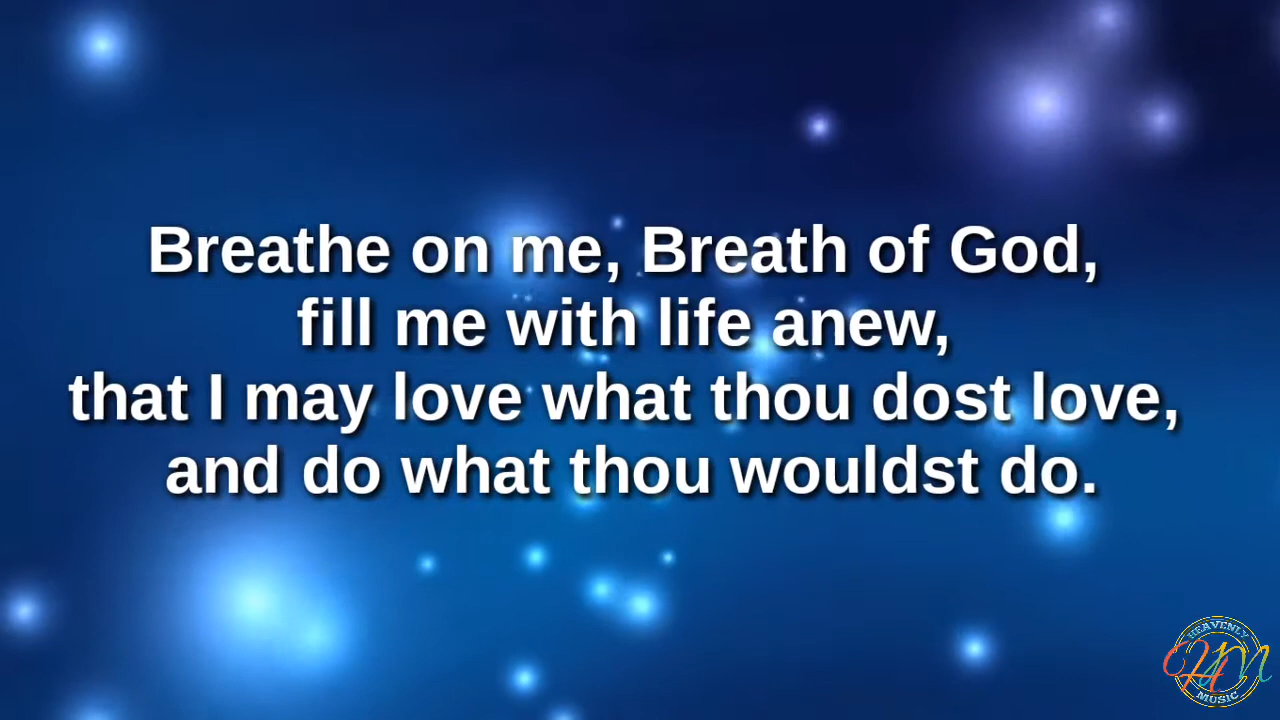 Breathe on me, Breath of God,
fill me with life anew,
that I may love what thou dost love,
and do what thou wouldst do.
HEAVENLY
HM
MUSIC